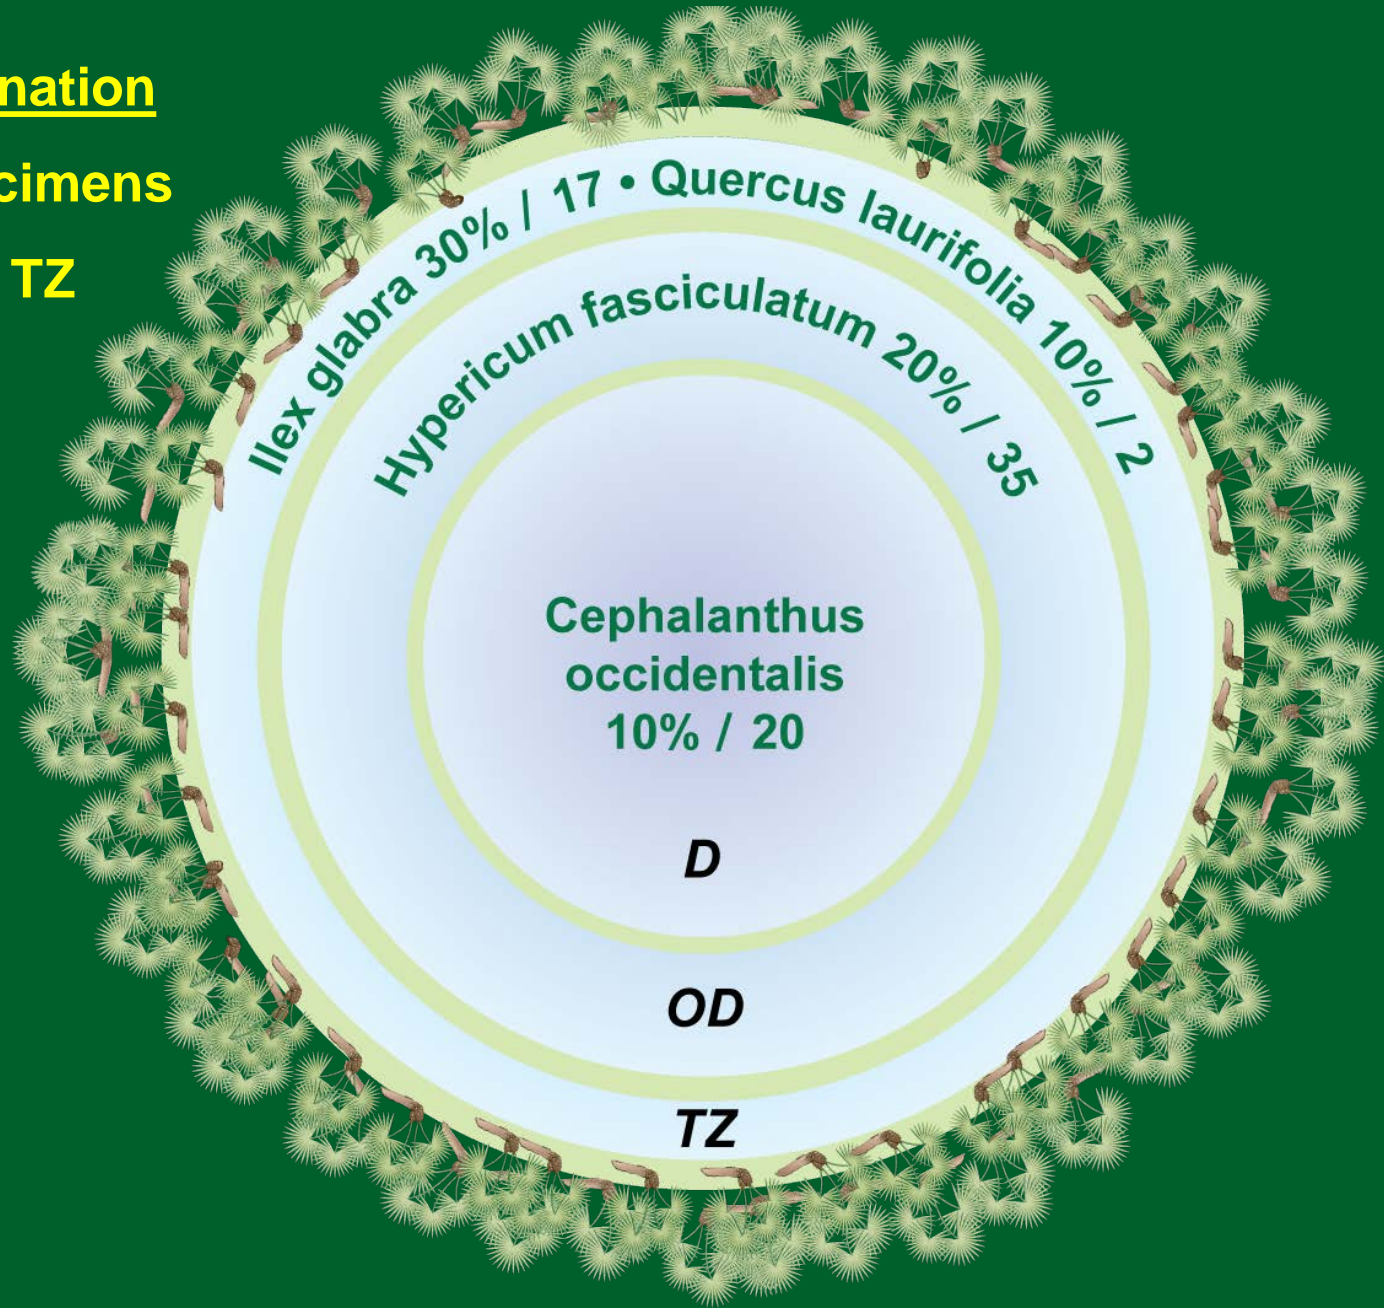 nation
cimens
TZ
Ilex glabra 30% / 17 • Quercus laurifolia 10% / 2
Hypericum fasciculatum 20% / 35
Cephalanthus
occidentalis
10% / 20
D
OD
TZ